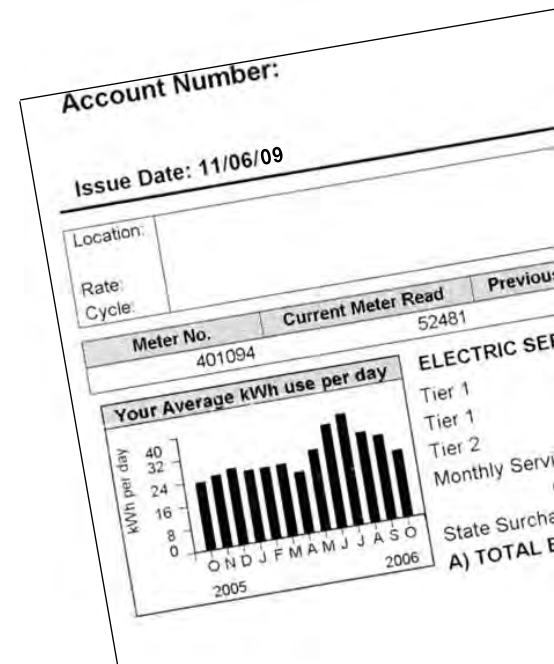 Account Number:
Issue Date: 11/06/09
Location:
Rate:
Cycle:
Meter No. Current Meter Read Previous
401094 52481
Your Average kWh use per day
kWh per day
40
32
24
16
8
0
O N D J F M A M J J A S O
2005 2006
ELECTRIC SER
Tier 1
Tier 1
Tier 2
Monthly Servi
State Surcha
A) TOTAL E